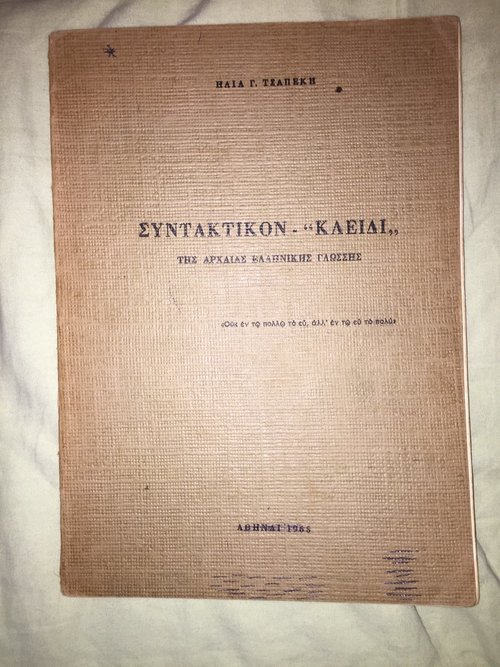 ΗΛΙΑ Γ. ΤΣΑΠΕΚΗ
ΣΥΝΤΑΚΤΙΚΟΝ - “ΚΛΕΙΔΙ„
ΤΗΣ ΑΡΧΑΙΑΣ ΕΛΛΗΝΙΚΗΣ ΓΛΩΣΣΗΣ
«Οὐκ ἐν τῷ πολλῷ τὸ εὖ, ἀλλ' ἐν τῷ εὖ τὸ πολύ»
ΑΘΗΝΑΙ 1965